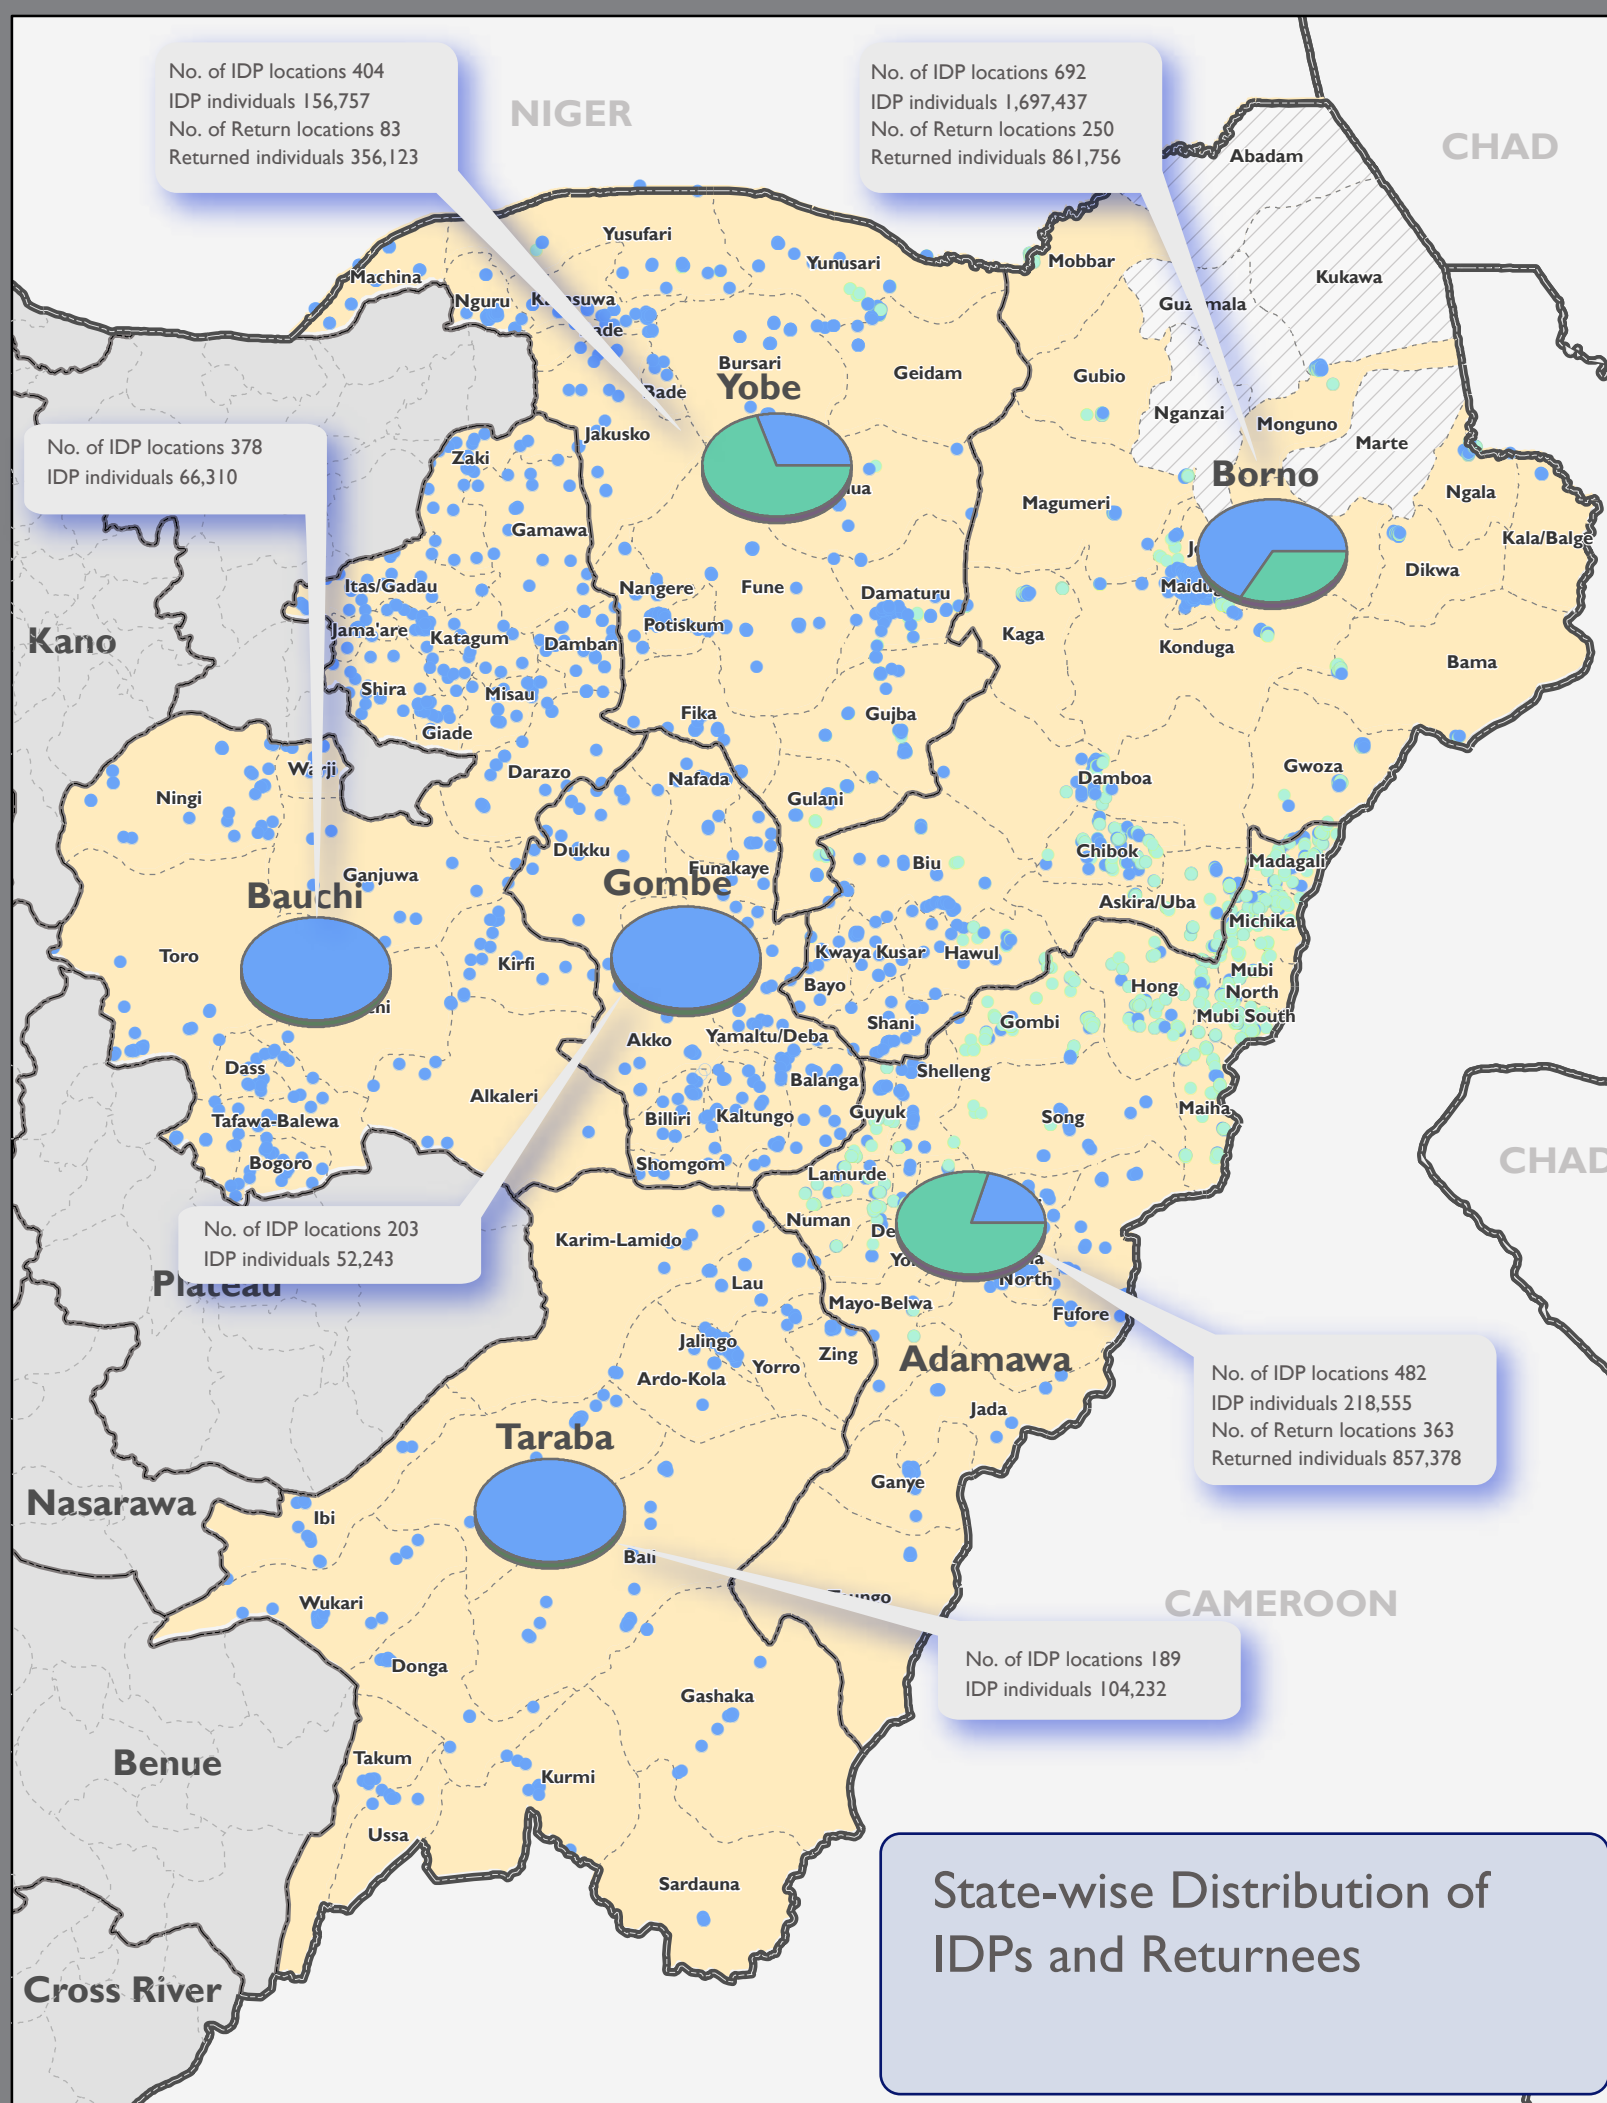 No. of IDP locations 404
IDP individuals 156,757
No. of Return locations 83
Returned individuals 356,123
No. of IDP locations 692
IDP individuals 1,697,437
No. of Return locations 250
Returned individuals 861,756
NIGER
CHAD
Abadam
Yusufari
Machina
Yunusari
Mobbar
Kukawa
Nguru
Bursari
Geidam
Gubio
Yobe
Bade
Nganzai
Monguno
Marte
Jakusko
No. of IDP locations 378
IDP individuals 66,310
Zaki
Borno
Ngala
Magumeri
Gamawa
Kala/Balge
Dikwa
Itas/Gadau
Nangere
Fune
Damaturu
Jama'are
Katagum
Damban
Potiskum
Kaga
Konduga
Bama
Kano
Shira
Misau
Giade
Fika
Gujba
Warji
Darazo
Nafada
Damboa
Gwoza
Ningi
Gulani
Dukku
Funakaye
Biu
Chibok
Madagali
Ganjuwa
Bauchi
Gombe
Askira/Uba
Michika
Toro
Kirfi
Kwaya Kusar
Hawul
Bayo
Hong
Mubi
North
Mubi South
Akko
Yamaltu/Deba
Shani
Gombi
Dass
Balanga
Shelleng
Alkaleri
Tafawa-Balewa
Billiri
Kaltungo
Guyuk
Song
Maiha
Bogoro
Shomgom
Lamurde
CHAD
No. of IDP locations 203
IDP individuals 52,243
Plateau
Karim-Lamido
Numan
North
Lau
Mayo-Belwa
Fufore
Jalingo
Yorro
Zing
Ardo-Kola
Adamawa
No. of IDP locations 482
IDP individuals 218,555
No. of Return locations 363
Returned individuals 857,378
Jada
Taraba
Ganye
Nasarawa
Ibi
Bali
Wukari
CAMEROON
No. of IDP locations 189
IDP individuals 104,232
Donga
Gashaka
Benue
Takum
Kurmi
Ussa
Sardauna
Cross River
State-wise Distribution of
IDPs and Returnees